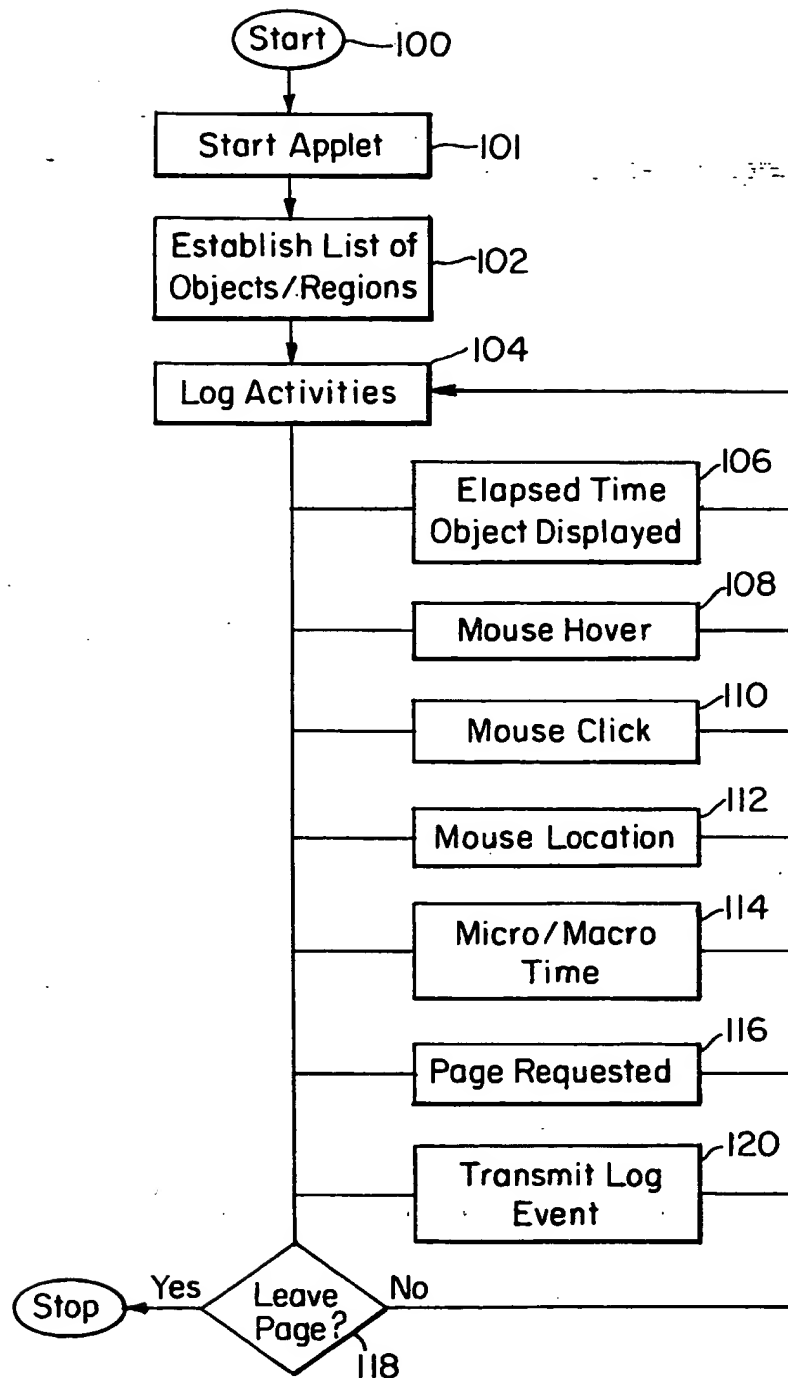 Start
100
Start Applet
101
Establish List of
Objects/Regions
102
104
Log Activities
106
Elapsed Time
Object Displayed
108
Mouse Hover
110
Mouse Click
112
Mouse Location
114
Micro/Macro
Time
116
Page Requested
120
Transmit Log
Event
Yes
No
Stop
Leave
Page?
118